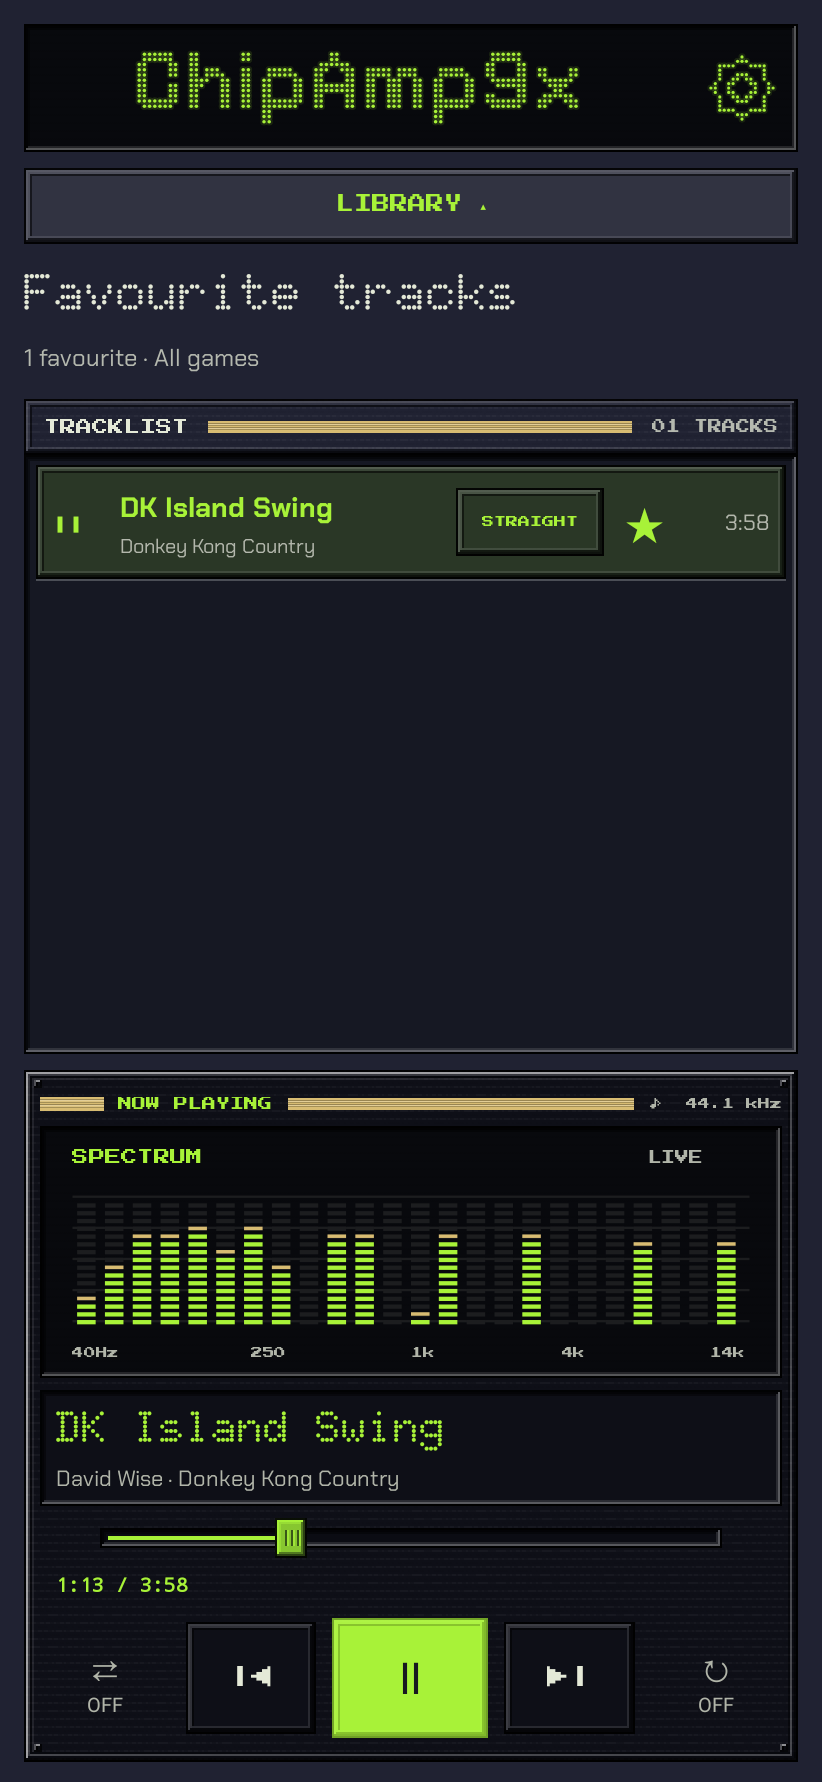 ChipAmp9x
LIBRARY ▴
Favourite tracks
1 favourite · All games
TRACKLIST 01 TRACKS
DK Island Swing
Donkey Kong Country
STRAIGHT ★ 3:58
NOW PLAYING ♪ 44.1 kHz
SPECTRUM LIVE
40Hz 250 1k 4k 14k
DK Island Swing
David Wise · Donkey Kong Country
1:13 / 3:58
OFF OFF